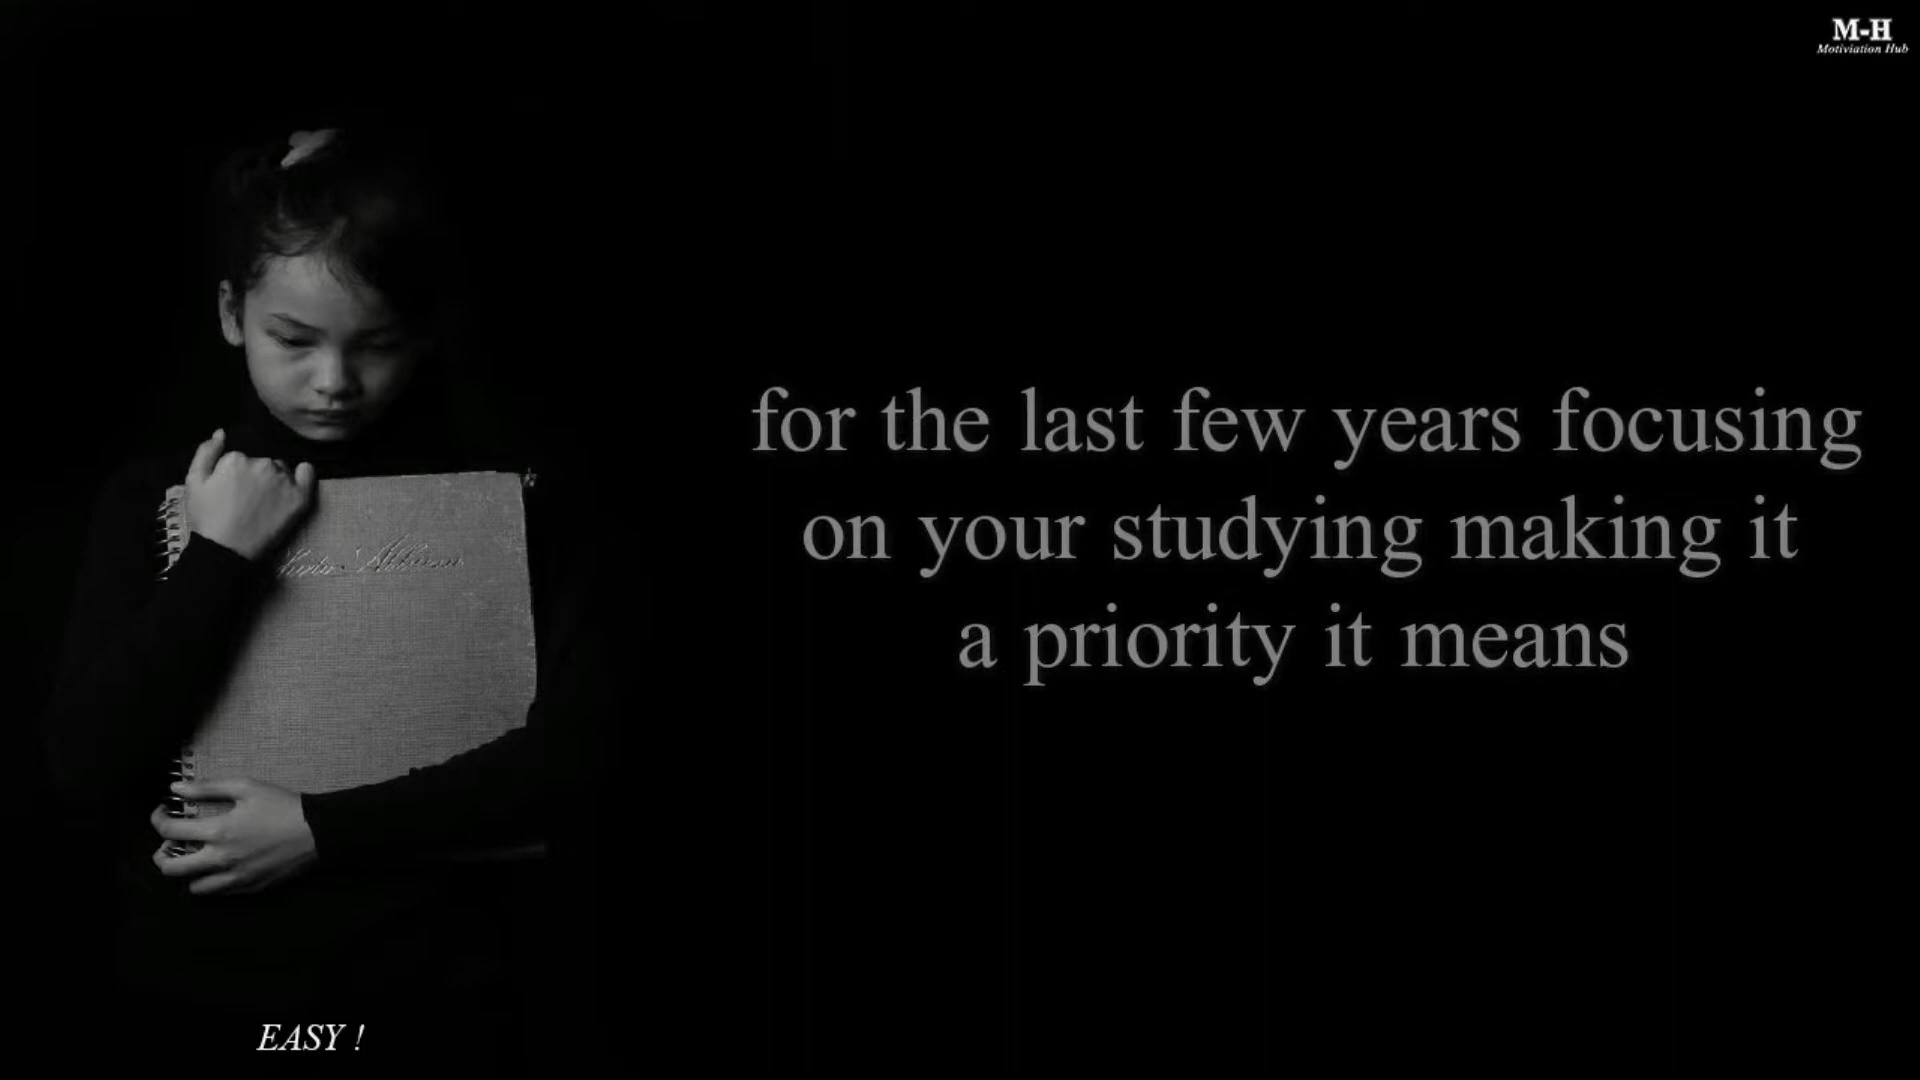 M-H
Motiviation Hub
for the last few years focusing
on your studying making it
a priority it means
EASY !